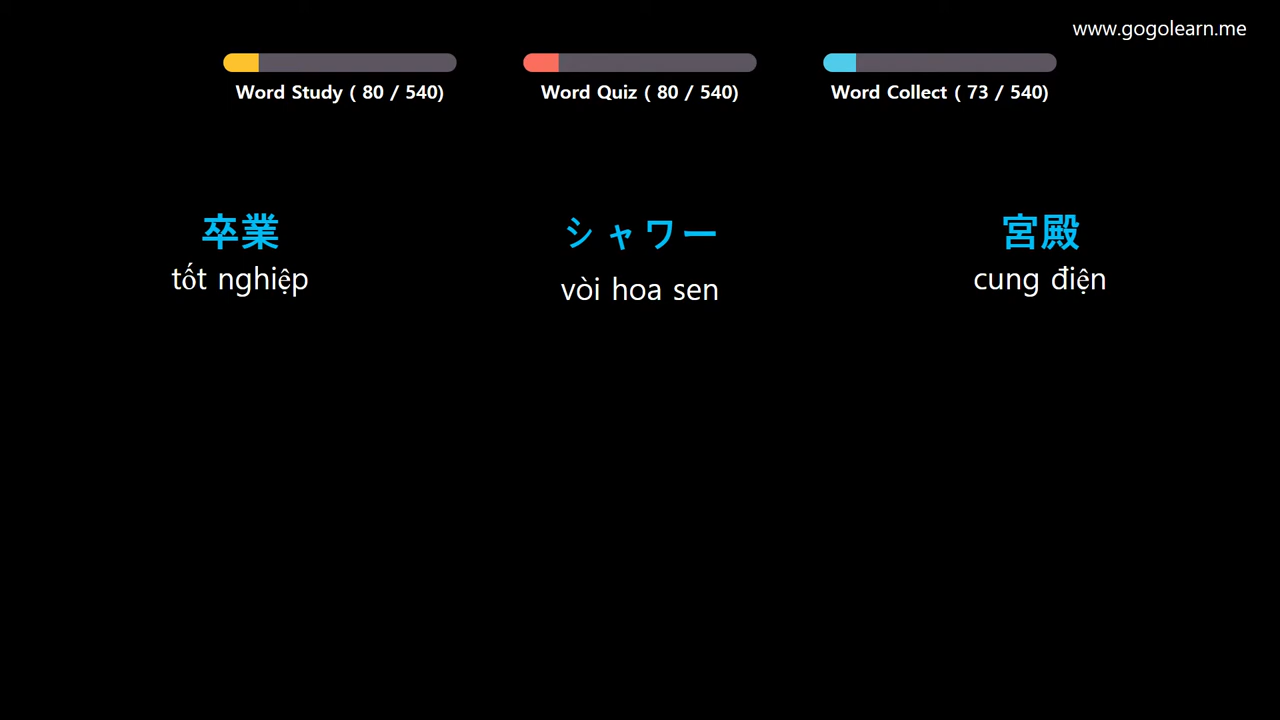 www.gogolearn.me
Word Study ( 80 / 540)
Word Quiz ( 80 / 540)
Word Collect ( 73 / 540)
卒業
tốt nghiệp
シャワー
vòi hoa sen
宮殿
cung điện